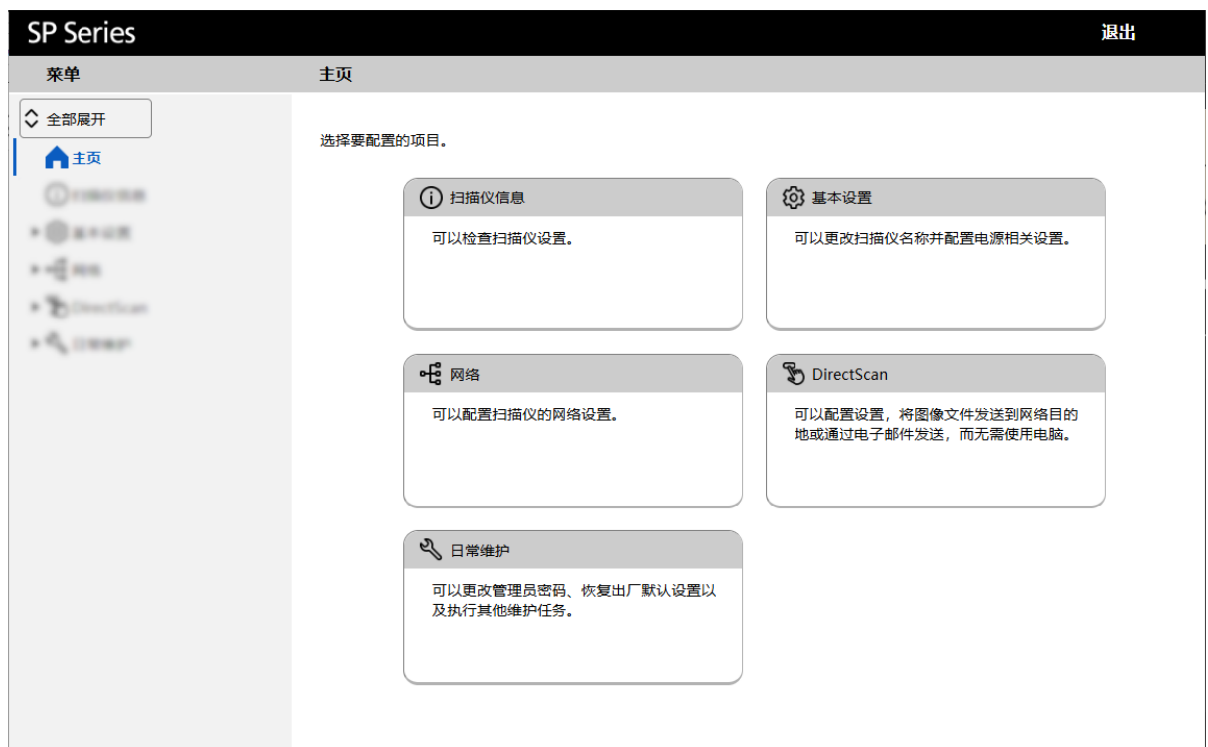 SP Series
退出
菜单
主页
全部展开
主页
选择要配置的项目。
扫描仪信息
可以检查扫描仪设置。
基本设置
可以更改扫描仪名称并配置电源相关设置。
网络
可以配置扫描仪的网络设置。
DirectScan
可以配置设置，将图像文件发送到网络目的
地或通过电子邮件发送，而无需使用电脑。
日常维护
可以更改管理员密码、恢复出厂默认设置以
及执行其他维护任务。